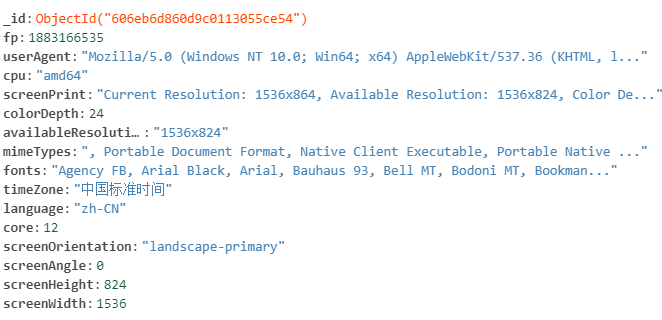 _id: ObjectId("606eb6d860d9c0113055ce54")
fp: 1883166535
userAgent: "Mozilla/5.0 (Windows NT 10.0; Win64; x64) AppleWebKit/537.36 (KHTML, l..."
cpu: "amd64"
screenPrint: "Current Resolution: 1536x864, Available Resolution: 1536x824, Color De..."
colorDepth: 24
availableResoluti… : "1536x824"
mimeTypes: ", Portable Document Format, Native Client Executable, Portable Native ..."
fonts: "Agency FB, Arial Black, Arial, Bauhaus 93, Bell MT, Bodoni MT, Bookman..."
timeZone: "中国标准时间"
language: "zh-CN"
core: 12
screenOrientation: "landscape-primary"
screenAngle: 0
screenHeight: 824
screenWidth: 1536